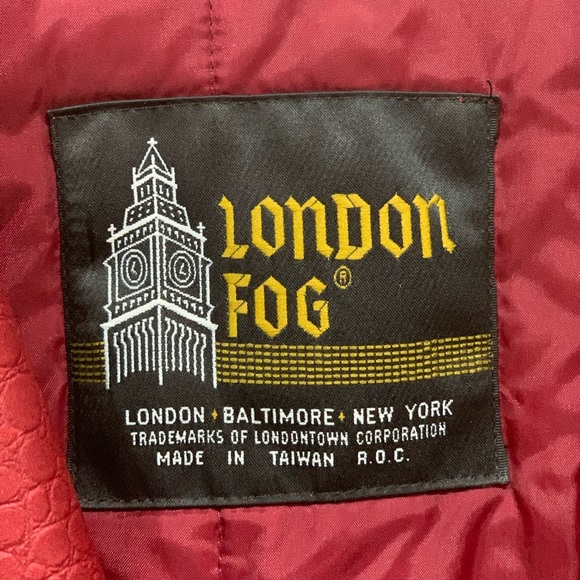 LONDON
FOG®
LONDON ✦ BALTIMORE ✦ NEW YORK
TRADEMARKS OF LONDONTOWN CORPORATION
MADE IN TAIWAN R.O.C.